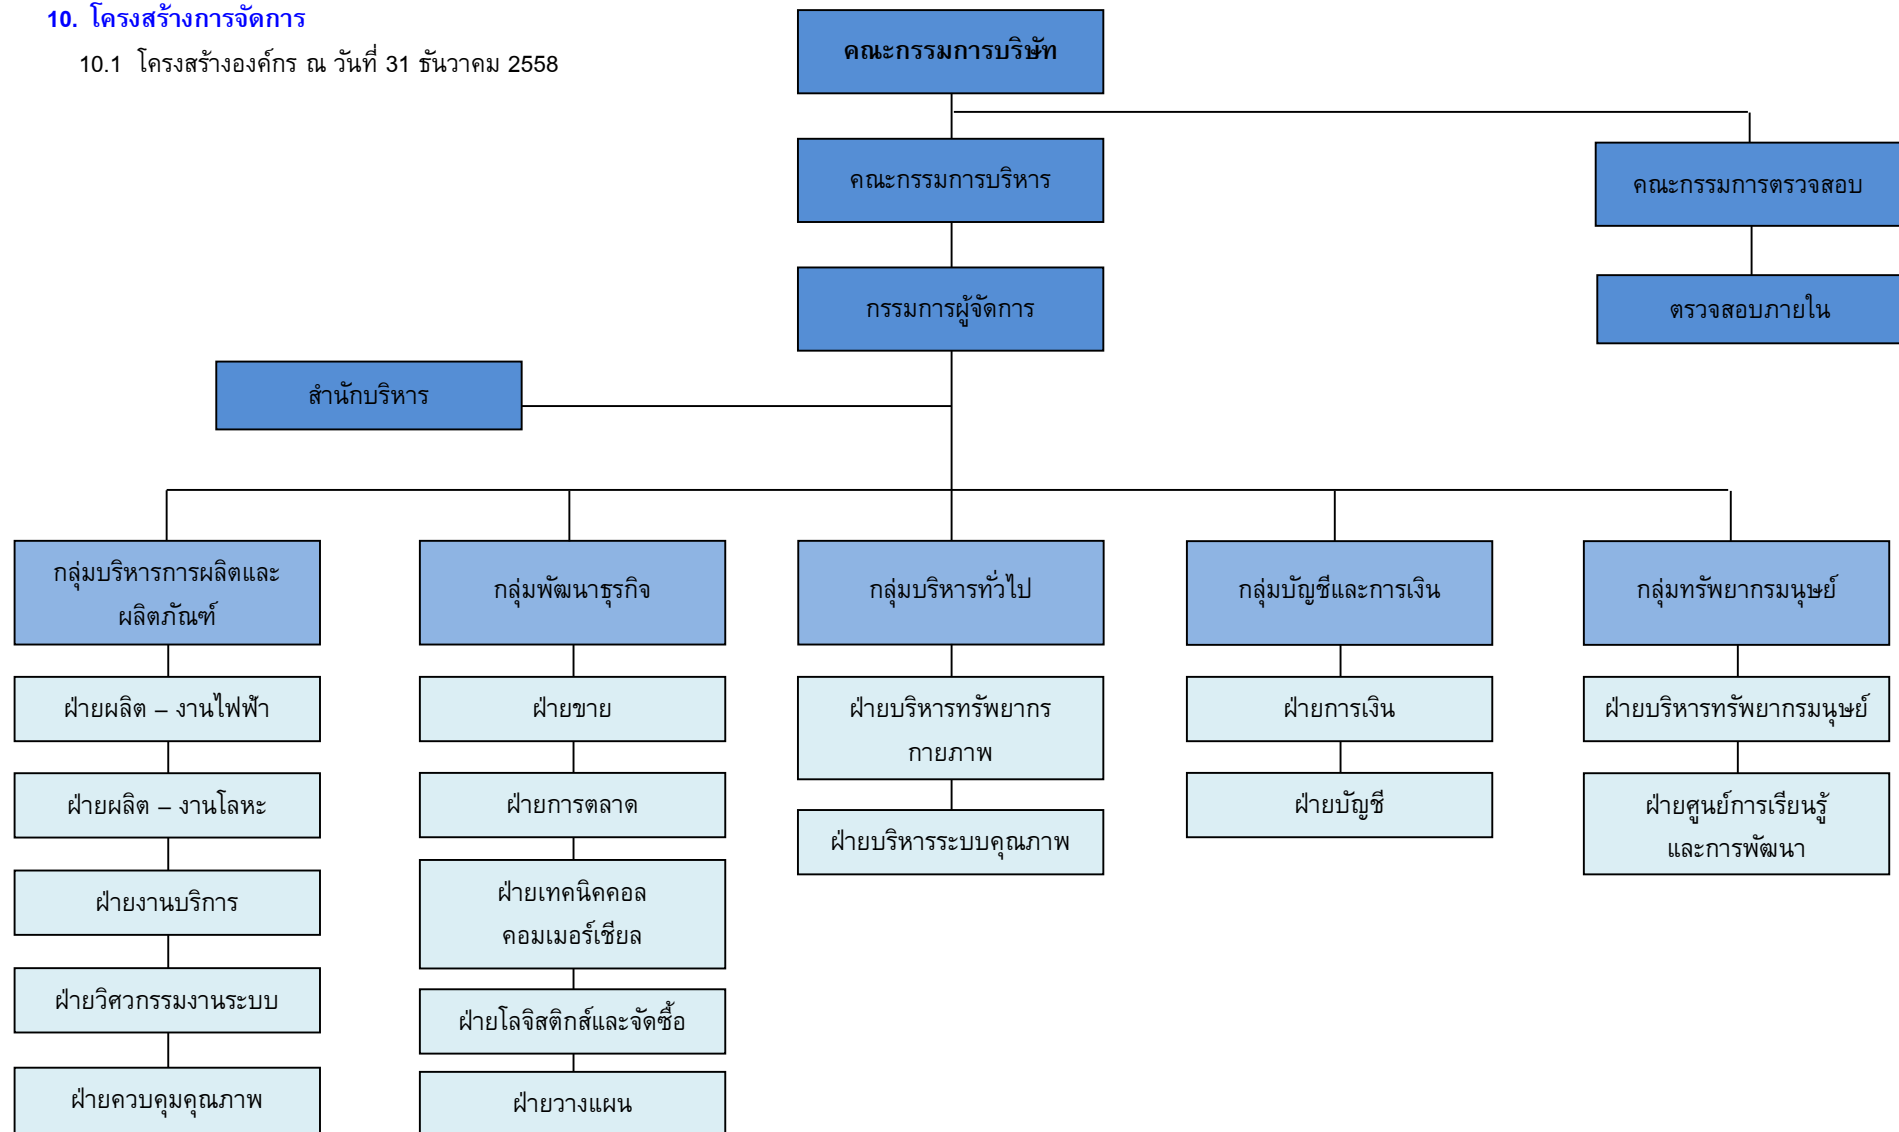 10. โครงสร้างการจัดการ
10.1 โครงสร้างองค์กร ณ วันที่ 31 ธันวาคม 2558
คณะกรรมการบริษัท
คณะกรรมการบริหาร
คณะกรรมการตรวจสอบ
กรรมการผู้จัดการ
ตรวจสอบภายใน
สำนักบริหาร
กลุ่มบริหารการผลิตและ
ผลิตภัณฑ์
กลุ่มพัฒนาธุรกิจ
กลุ่มบริหารทั่วไป
กลุ่มบัญชีและการเงิน
กลุ่มทรัพยากรมนุษย์
ฝ่ายผลิต – งานไฟฟ้า
ฝ่ายผลิต – งานโลหะ
ฝ่ายงานบริการ
ฝ่ายวิศวกรรมงานระบบ
ฝ่ายควบคุมคุณภาพ
ฝ่ายขาย
ฝ่ายการตลาด
ฝ่ายเทคนิคคอล
คอมเมอร์เชียล
ฝ่ายโลจิสติกส์และจัดซื้อ
ฝ่ายวางแผน
ฝ่ายบริหารทรัพยากร
กายภาพ
ฝ่ายบริหารระบบคุณภาพ
ฝ่ายการเงิน
ฝ่ายบัญชี
ฝ่ายบริหารทรัพยากรมนุษย์
ฝ่ายศูนย์การเรียนรู้
และการพัฒนา